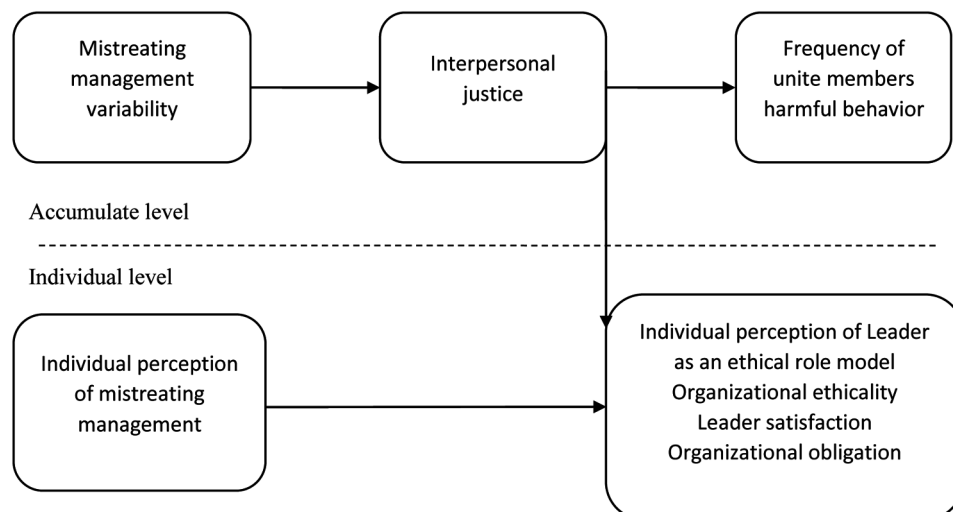 Mistreating
management
variability
Interpersonal
justice
Frequency of
unite members
harmful behavior
Accumulate level
Individual level
Individual perception
of mistreating
management
Individual perception of Leader
as an ethical role model
Organizational ethicality
Leader satisfaction
Organizational obligation